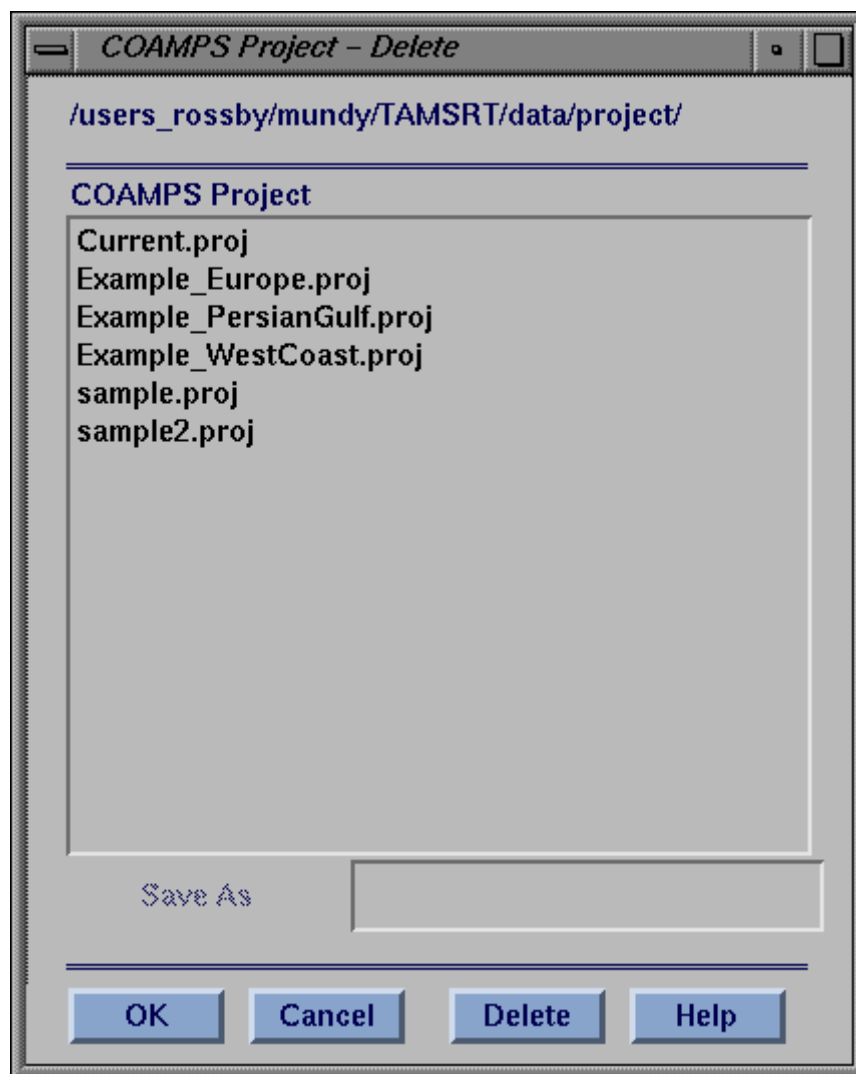 COAMPS Project – Delete
/users_rossby/mundy/TAMSRT/data/project/
COAMPS Project
Current.proj
Example_Europe.proj
Example_PersianGulf.proj
Example_WestCoast.proj
sample.proj
sample2.proj
Save As
OK Cancel Delete Help